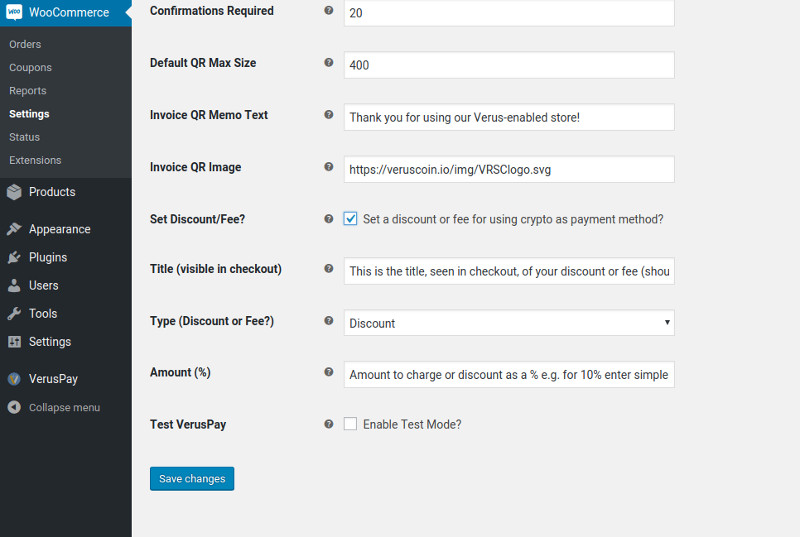 WooCommerce
Orders
Coupons
Reports
Settings
Status
Extensions
Products
Appearance
Plugins
Users
Tools
Settings
VerusPay
Collapse menu
Confirmations Required ? 20
Default QR Max Size ? 400
Invoice QR Memo Text ? Thank you for using our Verus-enabled store!
Invoice QR Image ? https://veruscoin.io/img/VRSClogo.svg
Set Discount/Fee? ? Set a discount or fee for using crypto as payment method?
Title (visible in checkout) ? This is the title, seen in checkout, of your discount or fee (shou
Type (Discount or Fee?) ? Discount
Amount (%) ? Amount to charge or discount as a % e.g. for 10% enter simple
Test VerusPay ? Enable Test Mode?
Save changes